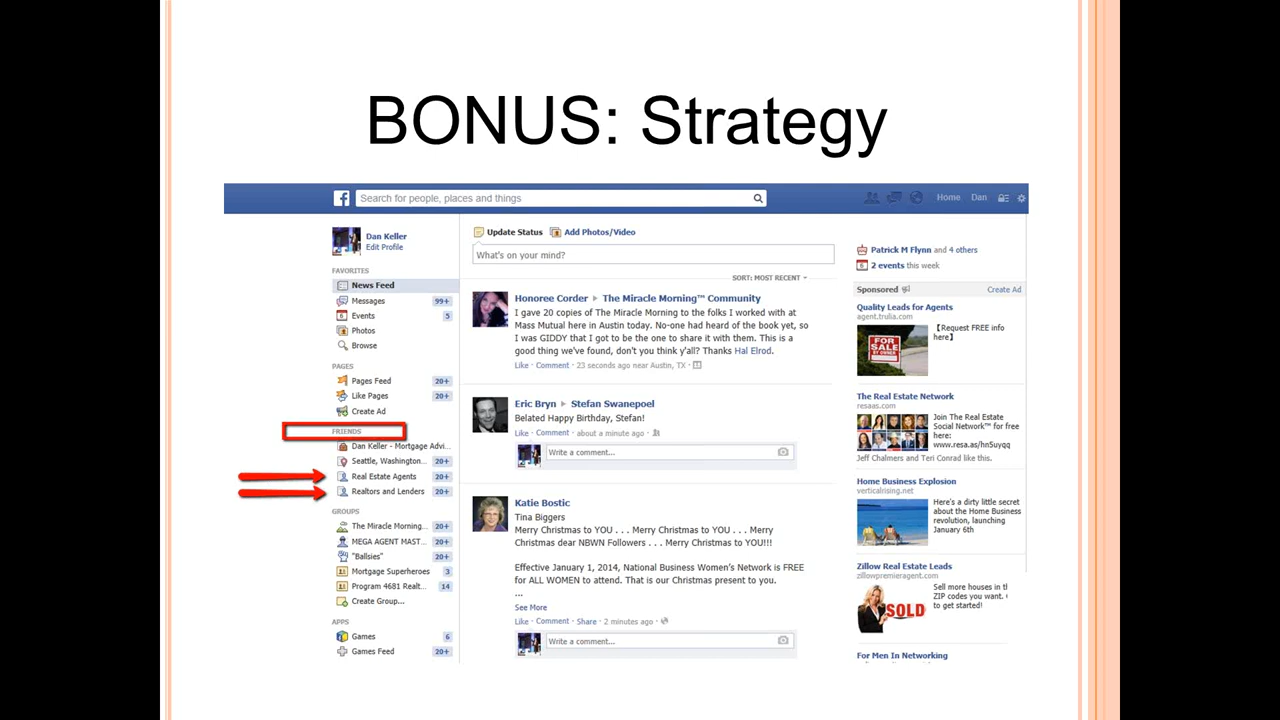 BONUS: Strategy
Search for people, places and things
Home
Dan
Dan Keller
Edit Profile
FAVORITES
News Feed
Messages 99+
Events 5
Photos
Browse
PAGES
Pages Feed 20+
Like Pages 20+
Create Ad
FRIENDS
Dan Keller - Mortgage Advi...
Seattle, Washington... 20+
Real Estate Agents 20+
Realtors and Lenders 20+
GROUPS
The Miracle Morning... 20+
MEGA AGENT MAST... 20+
"Ballsies" 20+
Mortgage Superheroes 3
Program 4681 Realt... 14
Create Group...
APPS
Games 6
Games Feed 20+
Update Status Add Photos/Video
What's on your mind?
SORT: MOST RECENT
Honoree Corder The Miracle Morning™ Community
I gave 20 copies of The Miracle Morning to the folks I worked with at
Mass Mutual here in Austin today. No-one had heard of the book yet, so
I was GIDDY that I got to be the one to share it with them. This is a
good thing we've found, don't you think y'all? Thanks Hal Elrod.
Like · Comment · 23 seconds ago near Austin, TX ·
Eric Bryn Stefan Swanepoel
Belated Happy Birthday, Stefan!
Like · Comment · about a minute ago ·
Write a comment...
Katie Bostic
Tina Biggers
Merry Christmas to YOU . . . Merry Christmas to YOU . . . Merry
Christmas dear NBWN Followers . . . Merry Christmas to YOU!!!
Effective January 1, 2014, National Business Women's Network is FREE
for ALL WOMEN to attend. That is our Christmas present to you.
...
See More
Like · Comment · Share · 2 minutes ago ·
Write a comment...
Patrick M Flynn and 4 others
6 2 events this week
Sponsored Create Ad
Quality Leads for Agents
agent.trulia.com
FOR SALE
【Request FREE info
here】
The Real Estate Network
resaas.com
Join The Real Estate
Social Network™ for free
here:
www.resa.as/hn5uyqq
Jeff Chalmers and Teri Conrad like this.
Home Business Explosion
verticalrising.net
Here's a dirty little secret
about the Home Business
revolution, launching
January 6th
Zillow Real Estate Leads
zillowpremieragent.com
SOLD
Sell more houses in th
ZIP codes you want. C
to get started!
For Men In Networking